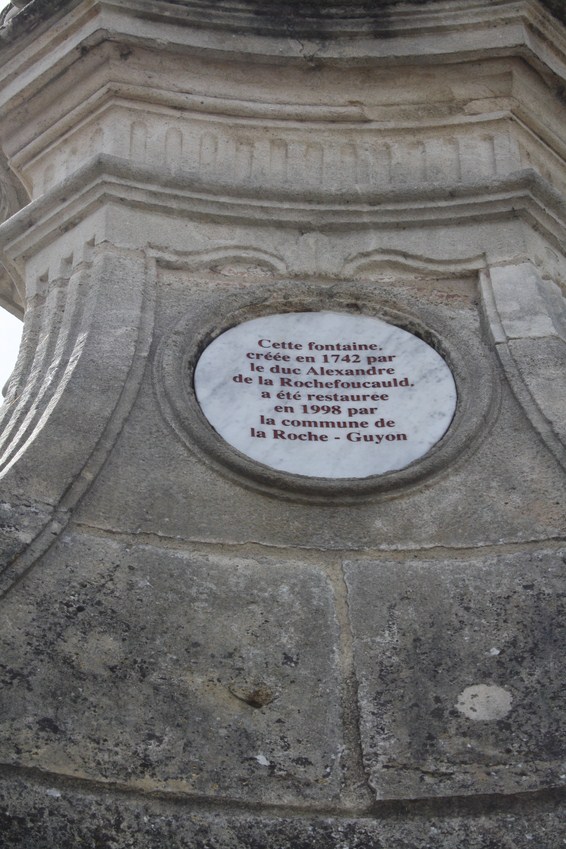 Cette fontaine,
créée en 1742 par
le duc Alexandre
de la Rochefoucauld,
a été restaurée
en 1998 par
la commune de
la Roche - Guyon